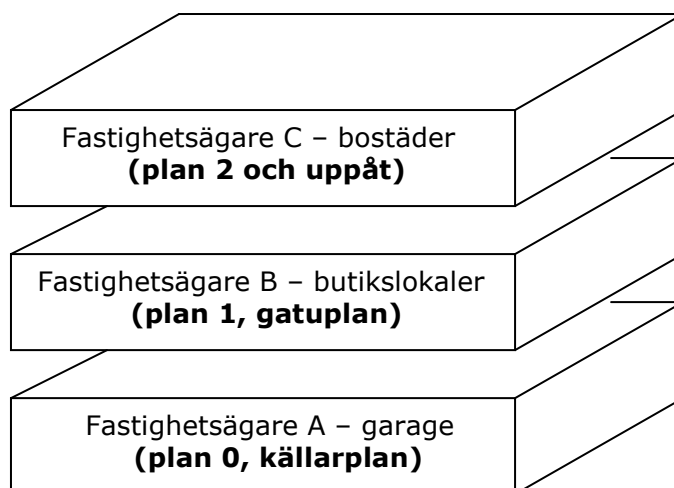 Fastighetsägare C – bostäder
(plan 2 och uppåt)
Fastighetsägare B – butikslokaler
(plan 1, gatuplan)
Fastighetsägare A – garage
(plan 0, källarplan)